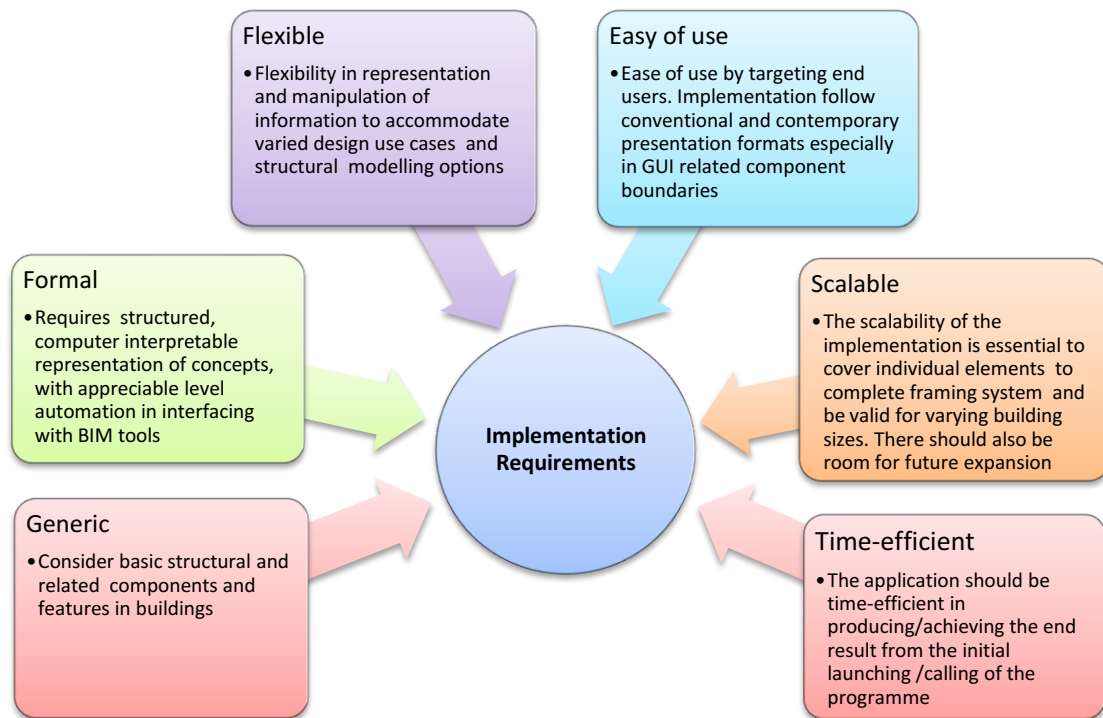 Flexible
•Flexibility in representation
and manipulation of
information to accommodate
varied design use cases and
structural modelling options
Easy of use
•Ease of use by targeting end
users. Implementation follow
conventional and contemporary
presentation formats especially
in GUI related component
boundaries
Formal
•Requires structured,
computer interpretable
representation of concepts,
with appreciable level
automation in interfacing
with BIM tools
Scalable
•The scalability of the
implementation is essential to
cover individual elements to
complete framing system and
be valid for varying building
sizes. There should also be
room for future expansion
Implementation
Requirements
Generic
•Consider basic structural and
related components and
features in buildings
Time-efficient
•The application should be
time-efficient in
producing/achieving the end
result from the initial
launching /calling of the
programme